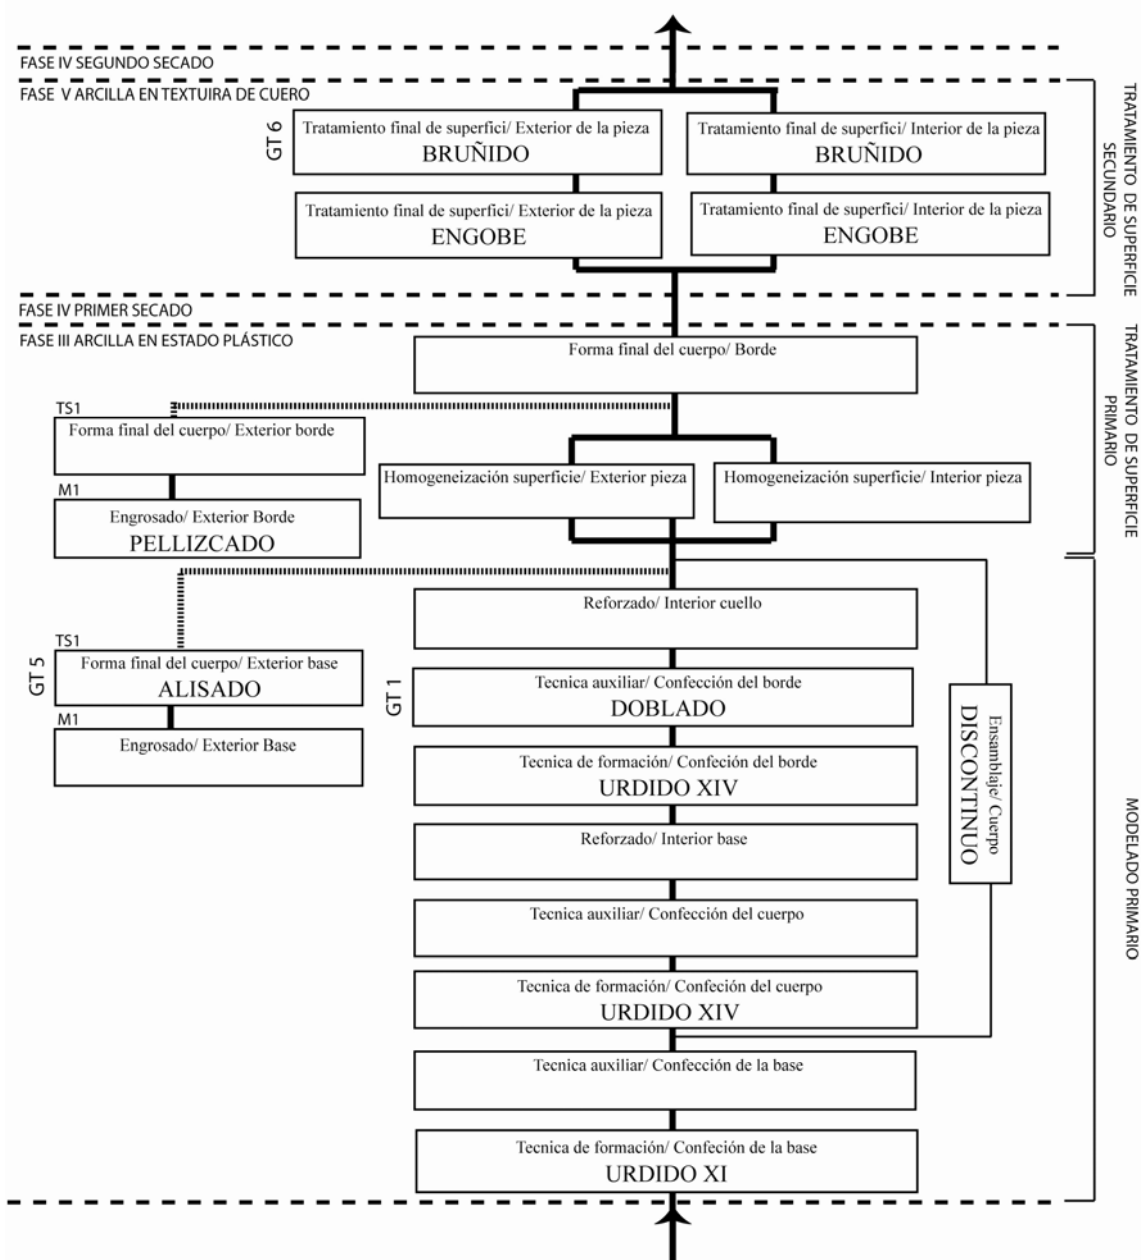 FASE IV SEGUNDO SECADO
FASE V ARCILLA EN TEXTUIRA DE CUERO
GT 6
Tratamiento final de superfici/ Exterior de la pieza
BRUÑIDO
Tratamiento final de superfici/ Interior de la pieza
BRUÑIDO
Tratamiento final de superfici/ Exterior de la pieza
ENGOBE
Tratamiento final de superfici/ Interior de la pieza
ENGOBE
TRATAMIENTO DE SUPERFICIE
SECUNDARIO
FASE IV PRIMER SECADO
FASE III ARCILLA EN ESTADO PLÁSTICO
Forma final del cuerpo/ Borde
TS1
Forma final del cuerpo/ Exterior borde
M1
Engrosado/ Exterior Borde
PELLIZCADO
Homogeneización superficie/ Exterior pieza
Homogeneización superficie/ Interior pieza
TRATAMIENTO DE SUPERFICIE
PRIMARIO
Reforzado/ Interior cuello
TS1
GT 5
Forma final del cuerpo/ Exterior base
ALISADO
M1
Engrosado/ Exterior Base
GT 1
Tecnica auxiliar/ Confección del borde
DOBLADO
Tecnica de formación/ Confeción del borde
URDIDO XIV
Reforzado/ Interior base
Tecnica auxiliar/ Confección del cuerpo
Tecnica de formación/ Confeción del cuerpo
URDIDO XIV
Ensamblaje/ Cuerpo
DISCONTINUO
Tecnica auxiliar/ Confección de la base
Tecnica de formación/ Confeción de la base
URDIDO XI
MODELADO PRIMARIO